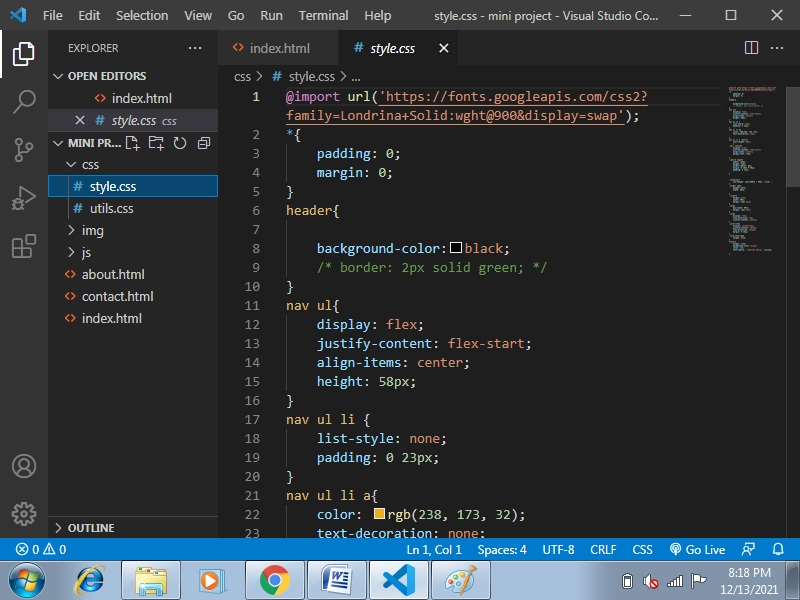 File Edit Selection View Go Run Terminal Help style.css - mini project - Visual Studio Co...
EXPLORER
OPEN EDITORS
index.html
style.css css
MINI PR...
css
style.css
utils.css
img
js
about.html
contact.html
index.html
OUTLINE
index.html # style.css
css > # style.css > ...
1 @import url('https://fonts.googleapis.com/css2?
family=Londrina+Solid:wght@900&display=swap');
2 *{
3 padding: 0;
4 margin: 0;
5 }
6 header{
7
8 background-color: black;
9 /* border: 2px solid green; */
10 }
11 nav ul{
12 display: flex;
13 justify-content: flex-start;
14 align-items: center;
15 height: 58px;
16 }
17 nav ul li {
18 list-style: none;
19 padding: 0 23px;
20 }
21 nav ul li a{
22 color: rgb(238, 173, 32);
23 text-decoration: none;
0 0 Ln 1, Col 1 Spaces: 4 UTF-8 CRLF CSS Go Live
8:18 PM
12/13/2021